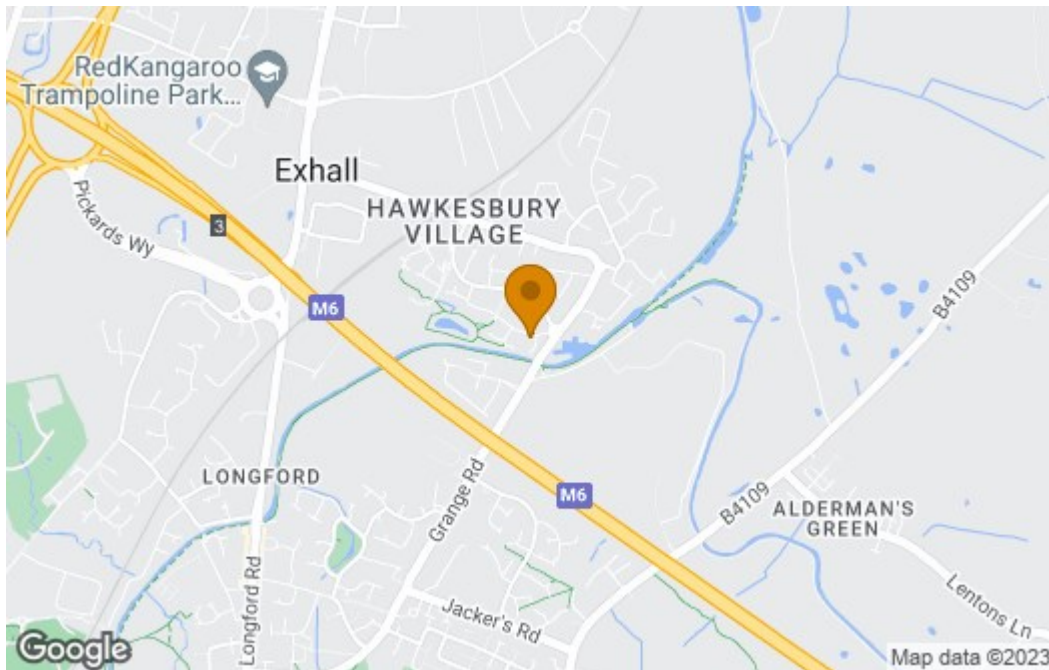 RedKangaroo
Trampoline Park...
Exhall
HAWKESBURY
VILLAGE
Pickards Wy
3
M6
B4109
LONGFORD
Grange Rd
M6
B4109
ALDERMAN'S
GREEN
Longford Rd
Jacker's Rd
Lentons Ln
Google
Map data ©2023